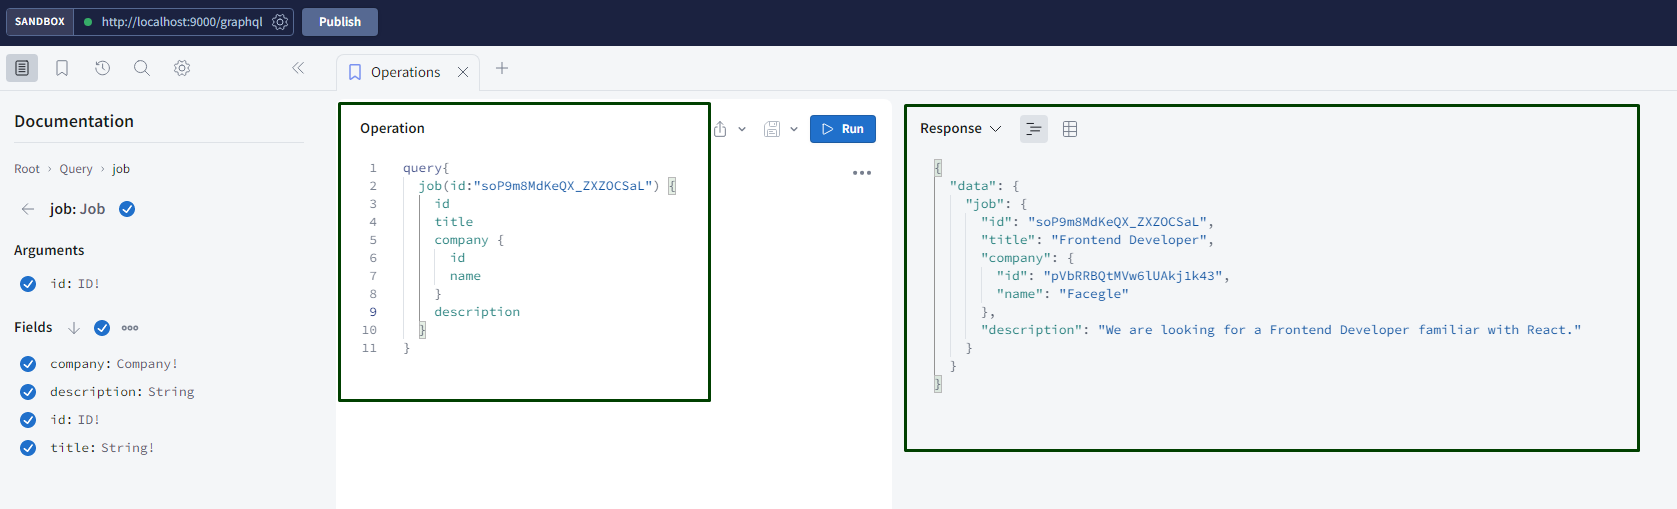 SANDBOX http://localhost:9000/graphql Publish
Operations
Documentation
Root › Query › job
job: Job
Arguments
id: ID!
Fields
company: Company!
description: String
id: ID!
title: String!
Operation
Run
1 query{
2 job(id:"soP9m8MdKeQX_ZXZOCSaL") {
3 id
4 title
5 company {
6 id
7 name
8 }
9 description
10 }
11 }
Response
{
"data": {
"job": {
"id": "soP9m8MdKeQX_ZXZOCSaL",
"title": "Frontend Developer",
"company": {
"id": "pVbRRBQtMVw6lUAkj1k43",
"name": "Facegle"
},
"description": "We are looking for a Frontend Developer familiar with React."
}
}
}